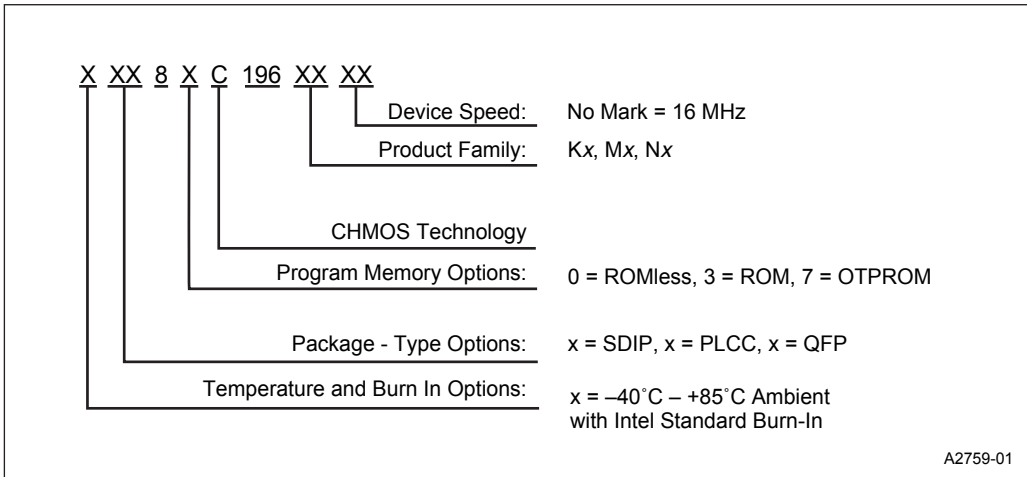 X XX 8 X C 196 XX XX
Device Speed: No Mark = 16 MHz
Product Family: Kx, Mx, Nx
CHMOS Technology
Program Memory Options: 0 = ROMless, 3 = ROM, 7 = OTPROM
Package - Type Options: x = SDIP, x = PLCC, x = QFP
Temperature and Burn In Options: x = –40˚C – +85˚C Ambient
with Intel Standard Burn-In
A2759-01